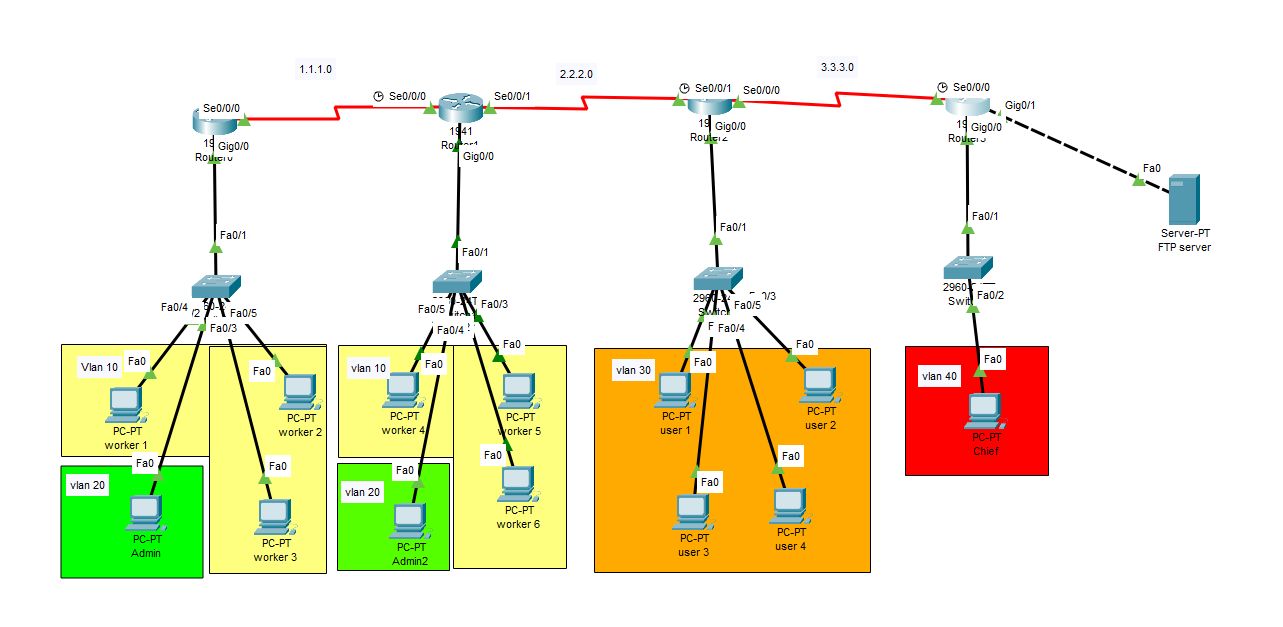 1.1.1.0
2.2.2.0
3.3.3.0
Se0/0/0
Se0/0/0
Se0/0/1
Se0/0/1
Se0/0/0
Se0/0/0
Gig0/1
1941
Gig0/0
Gig0/0
Gig0/0
Gig0/0
Router0
Router1
Router2
Fa0
Server-PT
FTP server
Fa0/1
Fa0/1
Fa0/1
Fa0/1
Fa0/4
Fa0/3
Fa0/5
Fa0/5
Fa0/4
Fa0/3
Fa0/5
Fa0/4
Fa0/2
Vlan 10
Fa0
PC-PT
worker 1
Fa0
PC-PT
worker 2
vlan 20
Fa0
PC-PT
Admin
Fa0
PC-PT
worker 3
vlan 10
Fa0
PC-PT
worker 4
Fa0
PC-PT
worker 5
vlan 20
Fa0
PC-PT
Admin2
Fa0
PC-PT
worker 6
vlan 30
Fa0
PC-PT
user 1
Fa0
PC-PT
user 2
Fa0
PC-PT
user 3
Fa0
PC-PT
user 4
vlan 40
Fa0
PC-PT
Chief